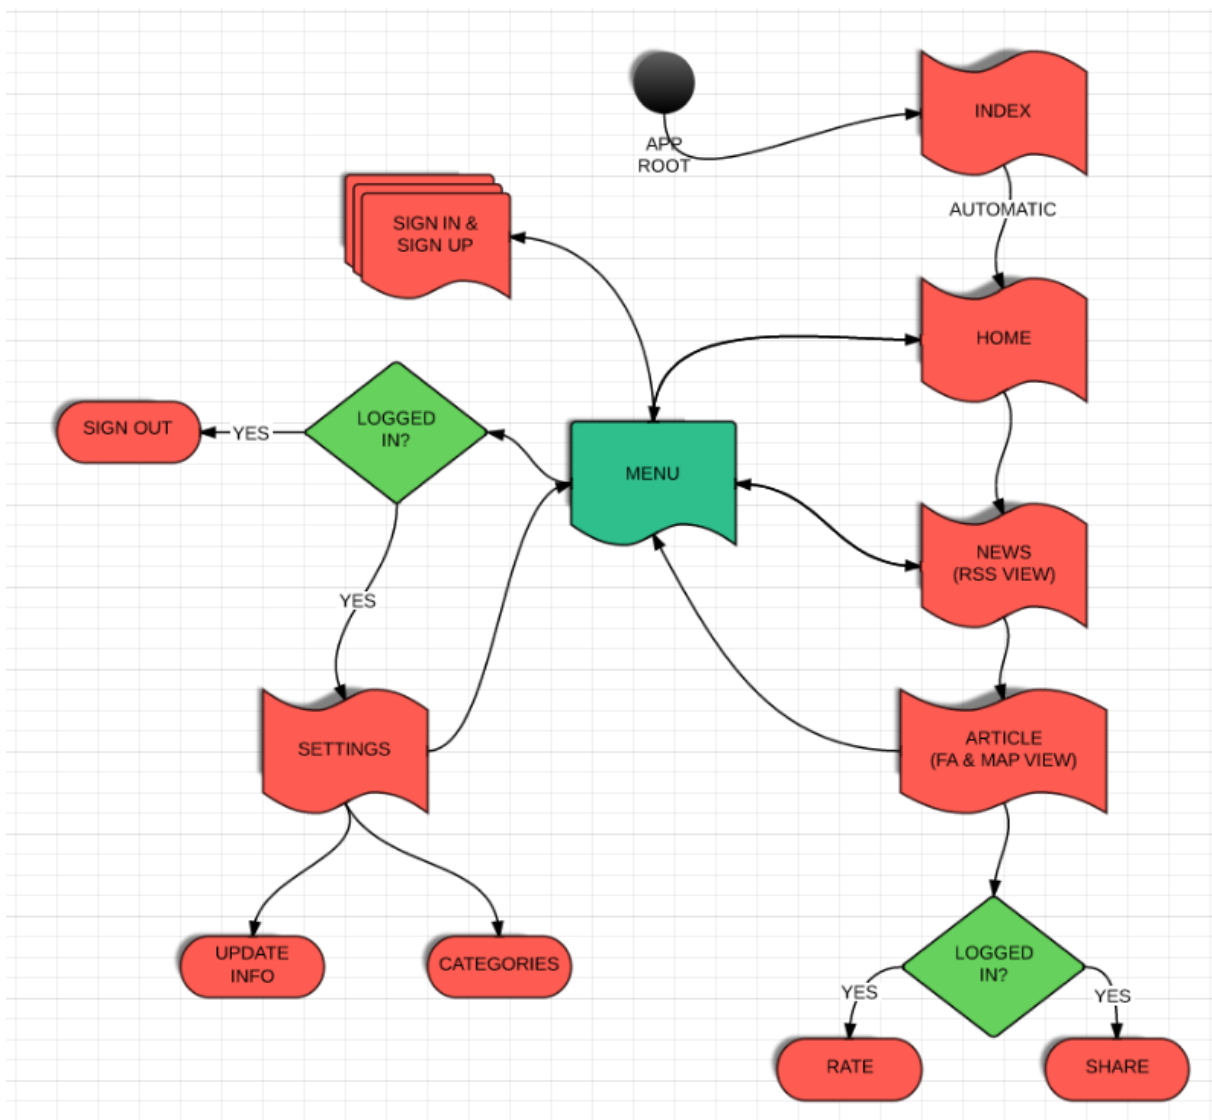 APP
ROOT
INDEX
AUTOMATIC
SIGN IN &
SIGN UP
HOME
LOGGED
IN?
YES
SIGN OUT
MENU
NEWS
(RSS VIEW)
YES
SETTINGS
ARTICLE
(FA & MAP VIEW)
UPDATE
INFO
CATEGORIES
LOGGED
IN?
YES
YES
RATE
SHARE